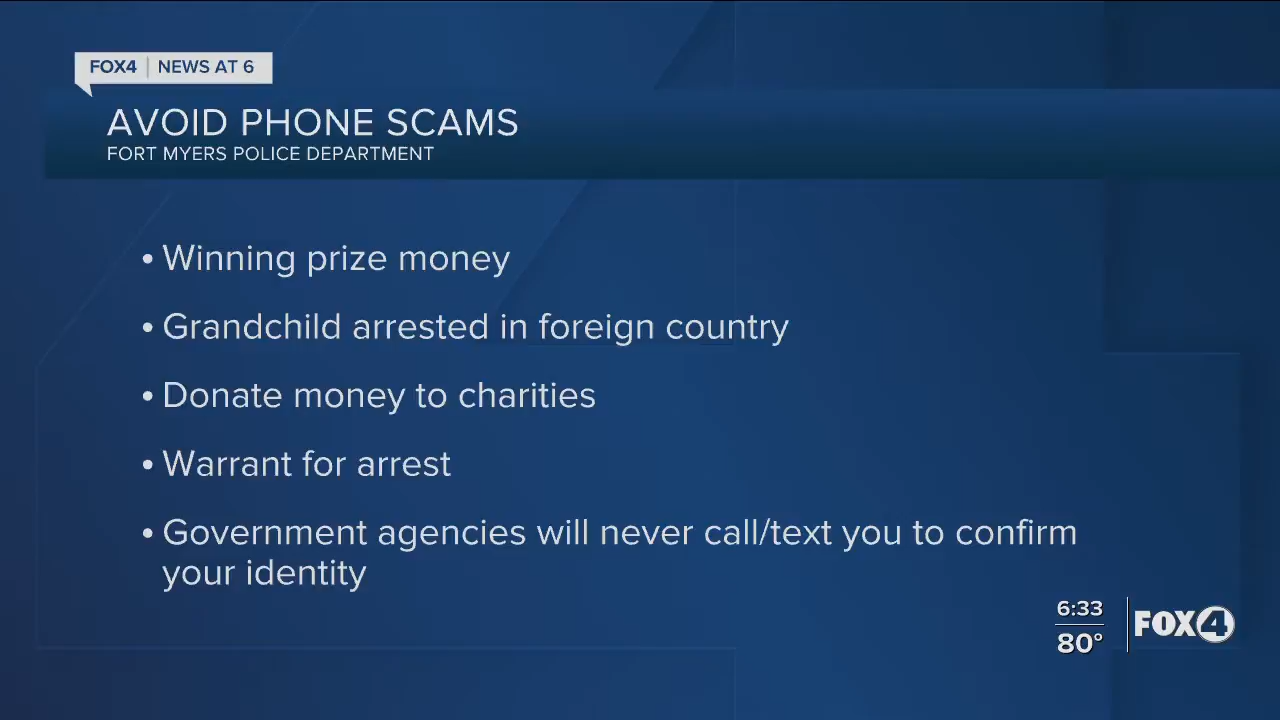 FOX4 | NEWS AT 6
AVOID PHONE SCAMS
FORT MYERS POLICE DEPARTMENT
• Winning prize money
• Grandchild arrested in foreign country
• Donate money to charities
• Warrant for arrest
• Government agencies will never call/text you to confirm
your identity
6:33
80°
FOX 4